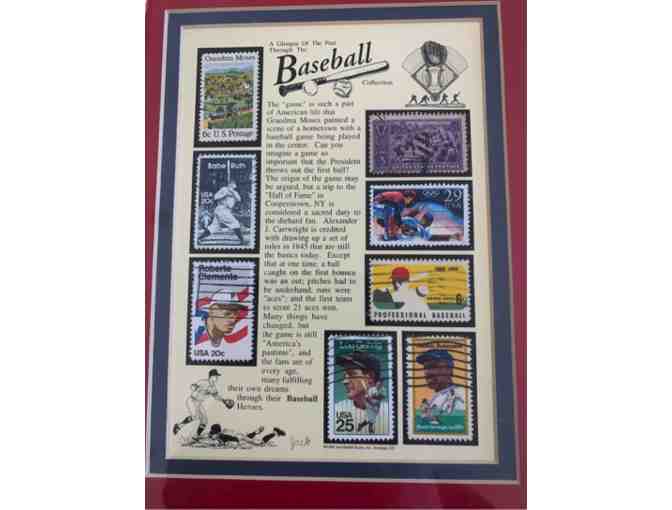 A Glimpse Of The Past
Through The
Baseball
Collection
The "game" is such a part
of American life that
Grandma Moses painted a
scene of a hometown with a
baseball game being played
in the center. Can you
imagine a game so
important that the President
throws out the first ball?
The origin of the game may
be argued, but a trip to the
"Hall of Fame" in
Cooperstown, NY is
considered a sacred duty to
the diehard fan. Alexander
J. Cartwright is credited
with drawing up a set of
rules in 1845 that are still
the basics today. Except
that at one time, a ball
caught on the first bounce
was an out; pitches had to
be underhand, runs were
"aces"; and the first team
to score 21 aces won.
Many things have
changed, but
the game is still
"America's
pastime", and
the fans are of
every age,
many fulfilling
their own dreams
through their Baseball
Heroes.
Grandma Moses
6c U.S. Postage
Babe Ruth
USA
20c
Roberto
Clemente
USA 20c
29
USA
6c
PROFESSIONAL BASEBALL
Lou Gehrig
USA
25
Jack